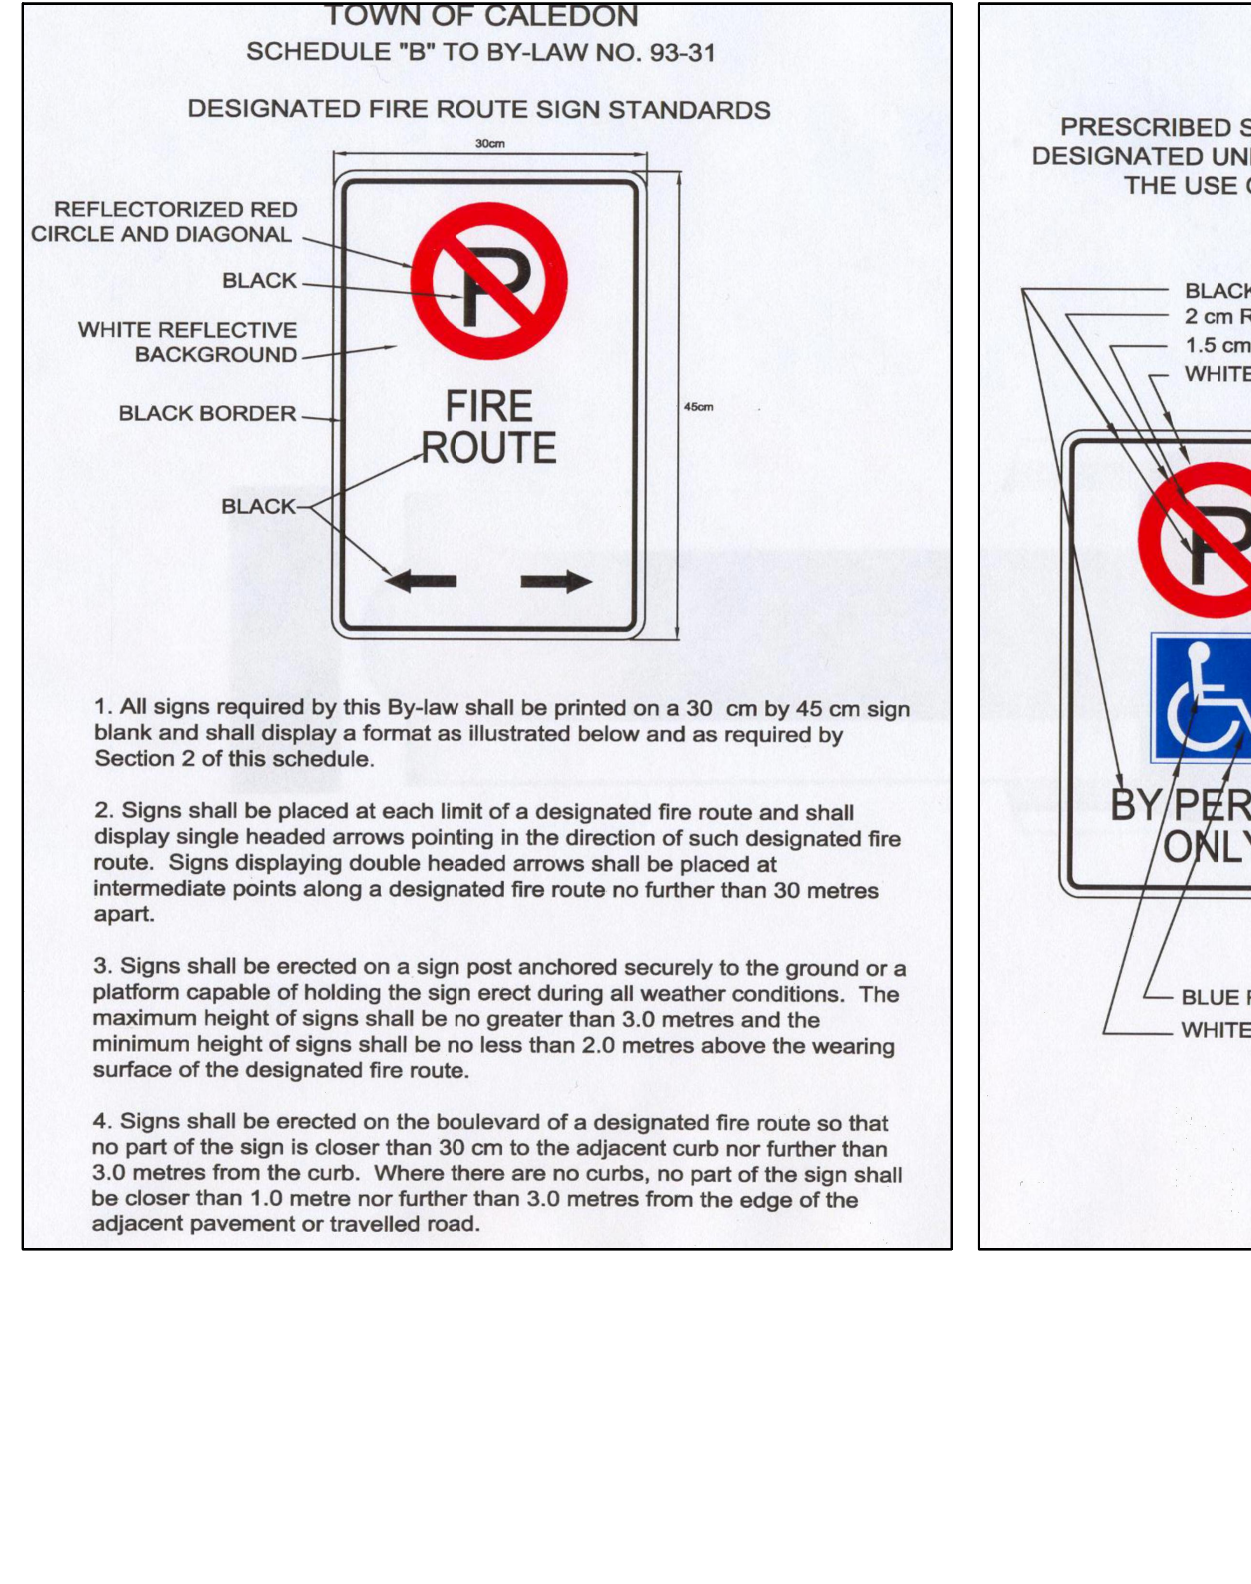 TOWN OF CALEDON
SCHEDULE "B" TO BY-LAW NO. 93-31
DESIGNATED FIRE ROUTE SIGN STANDARDS
30cm
REFLECTORIZED RED
CIRCLE AND DIAGONAL
BLACK
P
WHITE REFLECTIVE
BACKGROUND
BLACK BORDER
FIRE
ROUTE
45cm
BLACK
1. All signs required by this By-law shall be printed on a 30 cm by 45 cm sign
blank and shall display a format as illustrated below and as required by
Section 2 of this schedule.
2. Signs shall be placed at each limit of a designated fire route and shall
display single headed arrows pointing in the direction of such designated fire
route. Signs displaying double headed arrows shall be placed at
intermediate points along a designated fire route no further than 30 metres
apart.
3. Signs shall be erected on a sign post anchored securely to the ground or a
platform capable of holding the sign erect during all weather conditions. The
maximum height of signs shall be no greater than 3.0 metres and the
minimum height of signs shall be no less than 2.0 metres above the wearing
surface of the designated fire route.
4. Signs shall be erected on the boulevard of a designated fire route so that
no part of the sign is closer than 30 cm to the adjacent curb nor further than
3.0 metres from the curb. Where there are no curbs, no part of the sign shall
be closer than 1.0 metre nor further than 3.0 metres from the edge of the
adjacent pavement or travelled road.
PRESCRIBED
DESIGNATED
THE USE
BLACK
2 cm
1.5 cm
WHITE
P
BY
ONLY
BLUE
WHITE